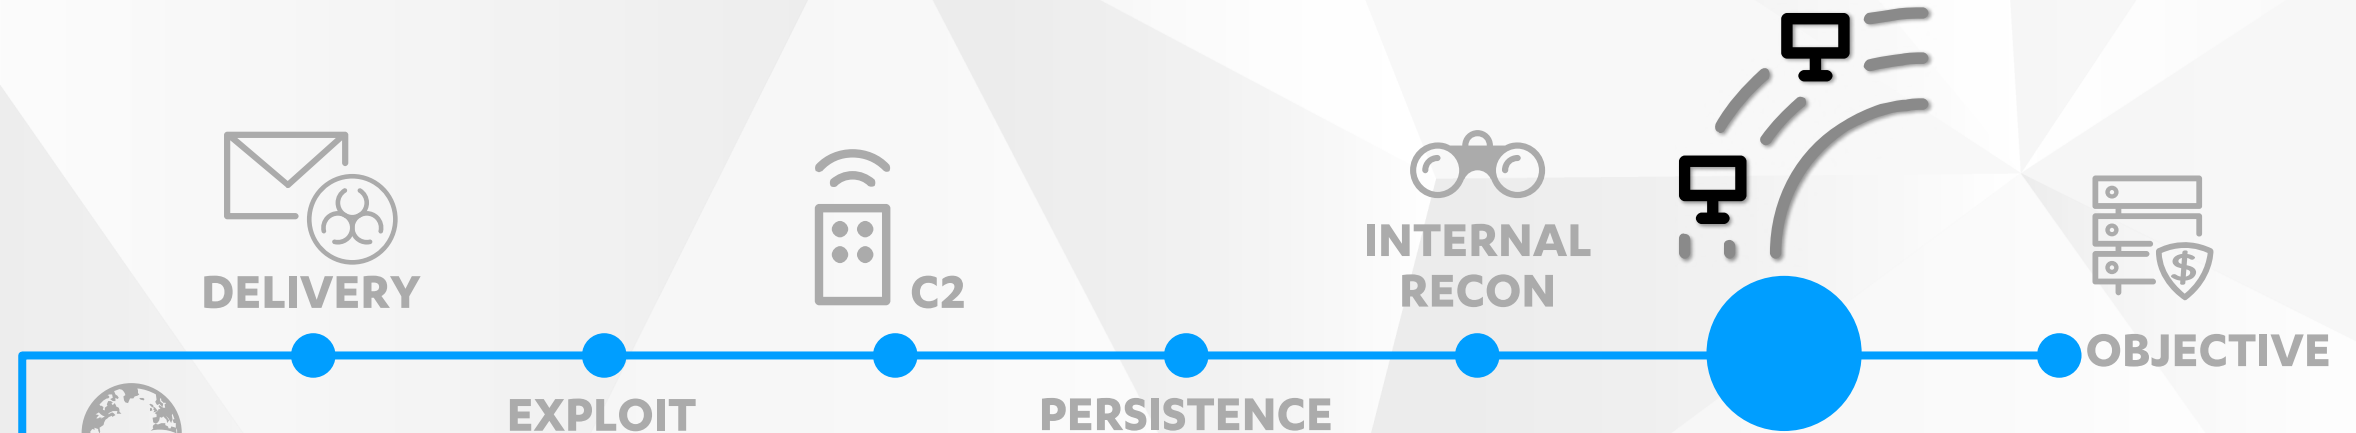 DELIVERY
EXPLOIT
C2
PERSISTENCE
INTERNAL
RECON
OBJECTIVE